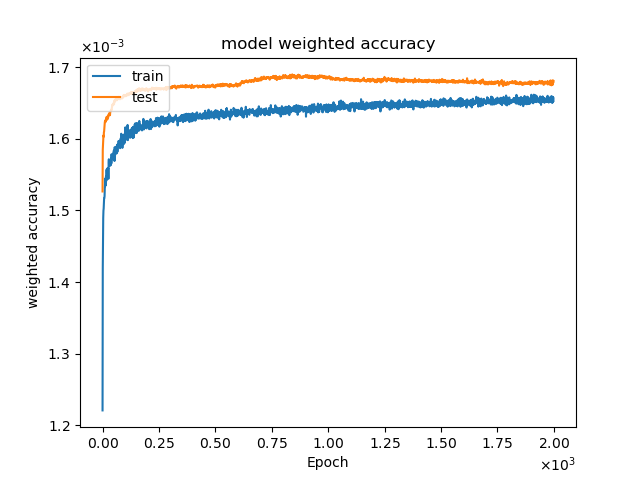 model weighted accuracy
×10⁻³
train
test
1.7
1.6
1.5
1.4
1.3
1.2
weighted accuracy
0.00 0.25 0.50 0.75 1.00 1.25 1.50 1.75 2.00
Epoch
×10³